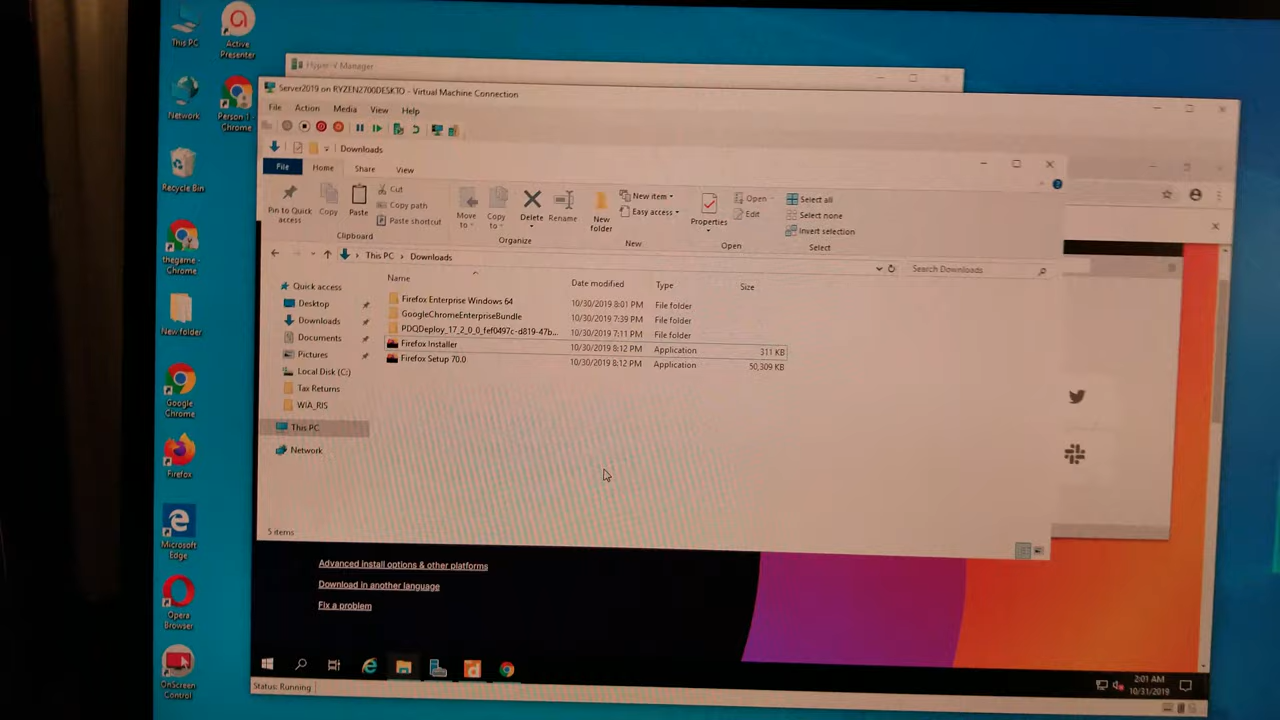 This PC
Active
Presenter
Network
Person 1 -
Chrome
Recycle Bin
thegame -
Chrome
New folder
Google
Chrome
Firefox
Microsoft
Edge
Opera
Browser
OnScreen
Control
Hyper-V Manager
Server2019 on RYZEN2700DESKTO - Virtual Machine Connection
File Action Media View Help
Downloads
File Home Share View
Pin to Quick
access
Copy
Paste
Cut
Copy path
Paste shortcut
Clipboard
Move
to
Copy
to
Delete
Rename
Organize
New
folder
New item
Easy access
New
Properties
Open
Edit
Open
Select all
Select none
Invert selection
Select
This PC > Downloads
Search Downloads
Quick access
Desktop
Downloads
Documents
Pictures
Local Disk (C:)
Tax Returns
WIA_RIS
This PC
Network
Name Date modified Type Size
Firefox Enterprise Windows 64 10/30/2019 8:01 PM File folder
GoogleChromeEnterpriseBundle 10/30/2019 7:39 PM File folder
PDQDeploy_17_2_0_0_fef0497c-d819-47b... 10/30/2019 7:11 PM File folder
Firefox Installer 10/30/2019 8:12 PM Application 311 KB
Firefox Setup 70.0 10/30/2019 8:12 PM Application 50,309 KB
5 items
Advanced install options & other platforms
Download in another language
Fix a problem
2:01 AM
10/31/2019
Status: Running